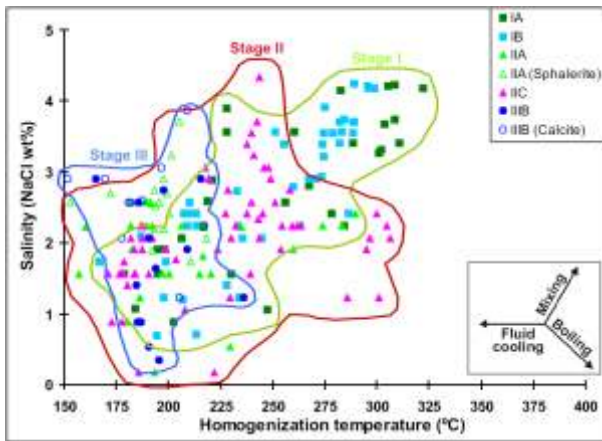 Stage II
Stage I
Stage III
Salinity (NaCl wt%)
5
4
3
2
1
0
150 175 200 225 250 275 300 325 350 375 400
Homogenization temperature (ºC)
IA
IB
IIA
IIA (Sphalerite)
IIC
IIIB
IIIB (Calcite)
Mixing
Fluid
cooling
Boiling